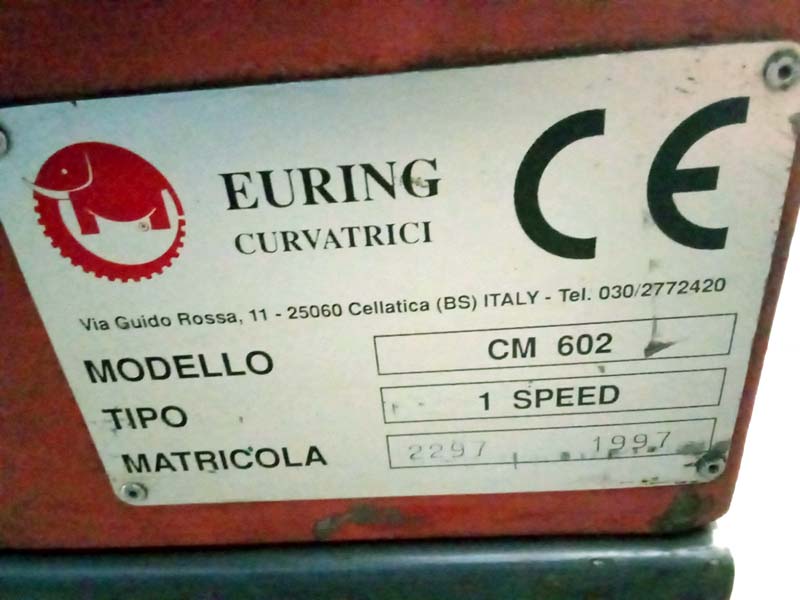 EURING
CURVATRICI
CE
Via Guido Rossa, 11 - 25060 Cellatica (BS) ITALY - Tel. 030/2772420
MODELLO CM 602
TIPO 1 SPEED
MATRICOLA 2297 1997